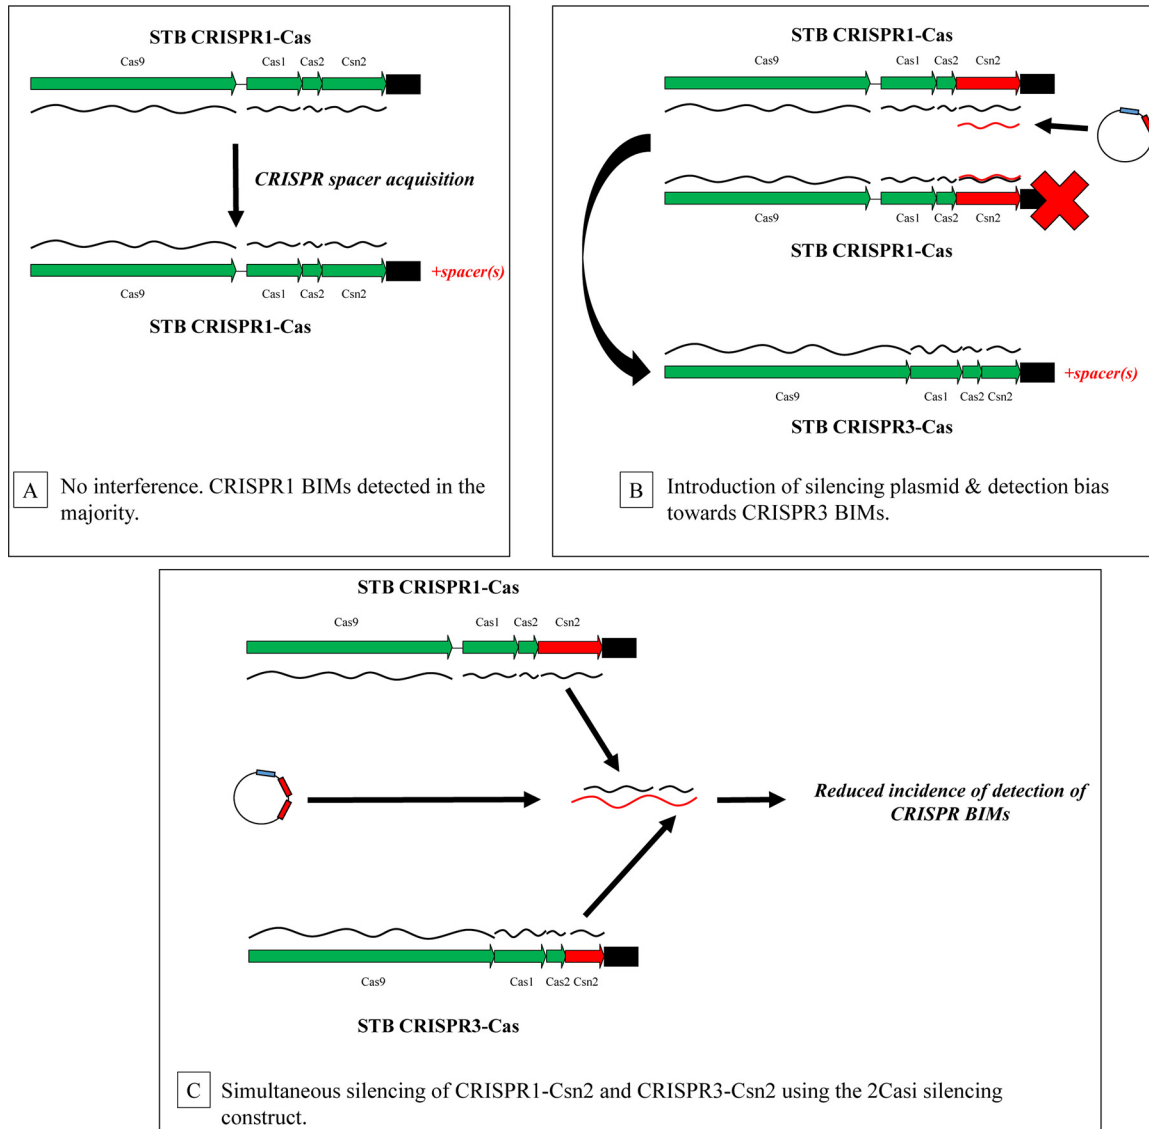 STB CRISPR1-Cas
Cas9 Cas1 Cas2 Csn2
CRISPR spacer acquisition
+spacer(s)
Cas9 Cas1 Cas2 Csn2
STB CRISPR1-Cas
A No interference. CRISPR1 BIMs detected in the
majority.
STB CRISPR1-Cas
Cas9 Cas1 Cas2 Csn2
Cas9 Cas1 Cas2 Csn2
STB CRISPR1-Cas
+spacer(s)
Cas9 Cas1 Cas2 Csn2
STB CRISPR3-Cas
B Introduction of silencing plasmid & detection bias
towards CRISPR3 BIMs.
STB CRISPR1-Cas
Cas9 Cas1 Cas2 Csn2
Reduced incidence of detection of
CRISPR BIMs
Cas9 Cas1 Cas2 Csn2
STB CRISPR3-Cas
C Simultaneous silencing of CRISPR1-Csn2 and CRISPR3-Csn2 using the 2Casi silencing
construct.